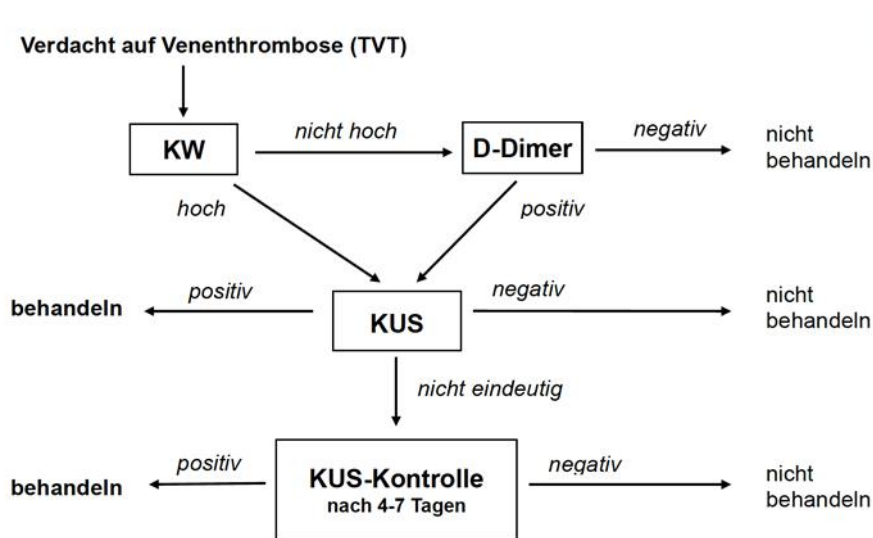 Verdacht auf Venenthrombose (TVT)
KW
nicht hoch
D-Dimer
negativ
nicht
behandeln
hoch
positiv
behandeln
positiv
KUS
negativ
nicht
behandeln
nicht eindeutig
behandeln
positiv
KUS-Kontrolle
nach 4-7 Tagen
negativ
nicht
behandeln